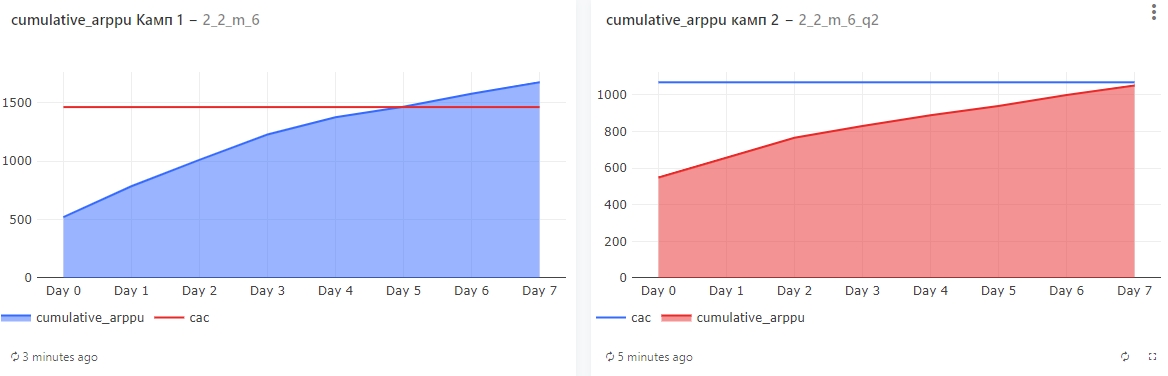 cumulative_arppu Камп 1 – 2_2_m_6
1500
1000
500
0
Day 0 Day 1 Day 2 Day 3 Day 4 Day 5 Day 6 Day 7
cumulative_arppu cac
3 minutes ago
cumulative_arppu камп 2 – 2_2_m_6_q2
1000
800
600
400
200
0
Day 0 Day 1 Day 2 Day 3 Day 4 Day 5 Day 6 Day 7
cac cumulative_arppu
5 minutes ago